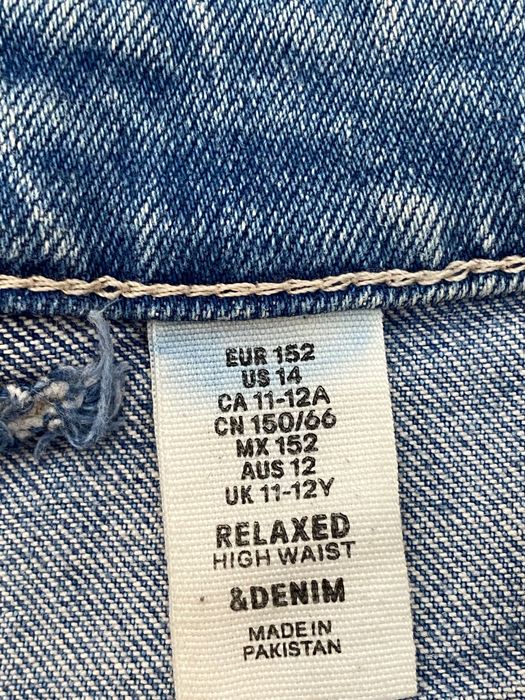 EUR 152
US 14
CA 11-12A
CN 150/66
MX 152
AUS 12
UK 11-12Y
RELAXED
HIGH WAIST
&DENIM
MADE IN
PAKISTAN